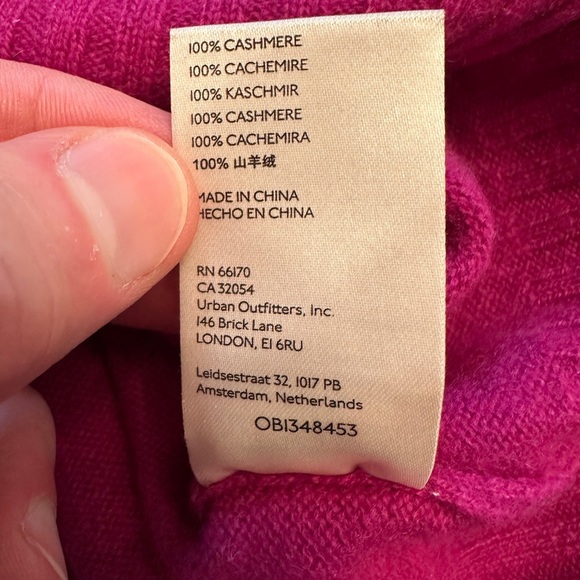 100% CASHMERE
100% CACHEMIRE
100% KASCHMIR
100% CASHMERE
100% CACHEMIRA
100% 山羊绒
MADE IN CHINA
HECHO EN CHINA
RN 66170
CA 32054
Urban Outfitters, Inc.
146 Brick Lane
LONDON, E1 6RU
Leidsestraat 32, 1017 PB
Amsterdam, Netherlands
OB1348453